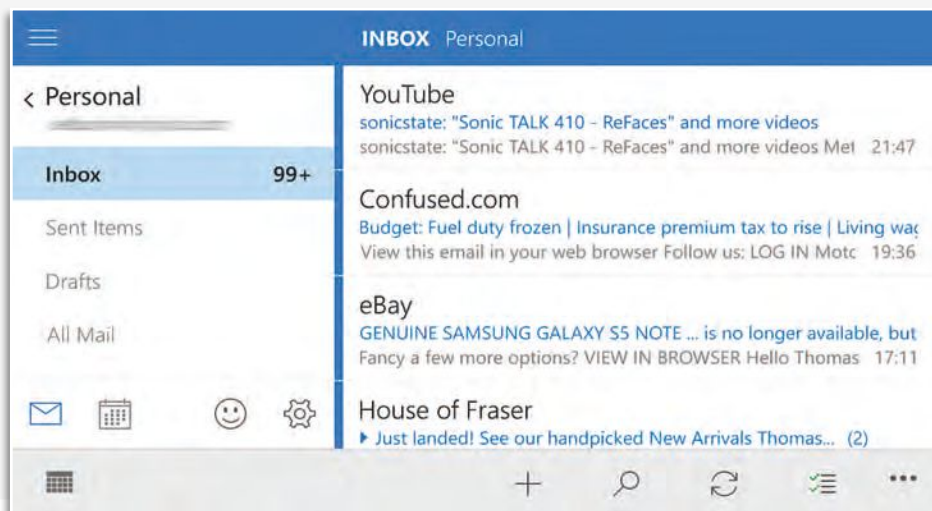 INBOX Personal
Personal
Inbox 99+
Sent Items
Drafts
All Mail
YouTube
sonicstate: "Sonic TALK 410 - ReFaces" and more videos
sonicstate: "Sonic TALK 410 - ReFaces" and more videos Met 21:47
Confused.com
Budget: Fuel duty frozen | Insurance premium tax to rise | Living wag
View this email in your web browser Follow us: LOG IN Motc 19:36
eBay
GENUINE SAMSUNG GALAXY S5 NOTE ... is no longer available, but
Fancy a few more options? VIEW IN BROWSER Hello Thomas 17:11
House of Fraser
Just landed! See our handpicked New Arrivals Thomas... (2)